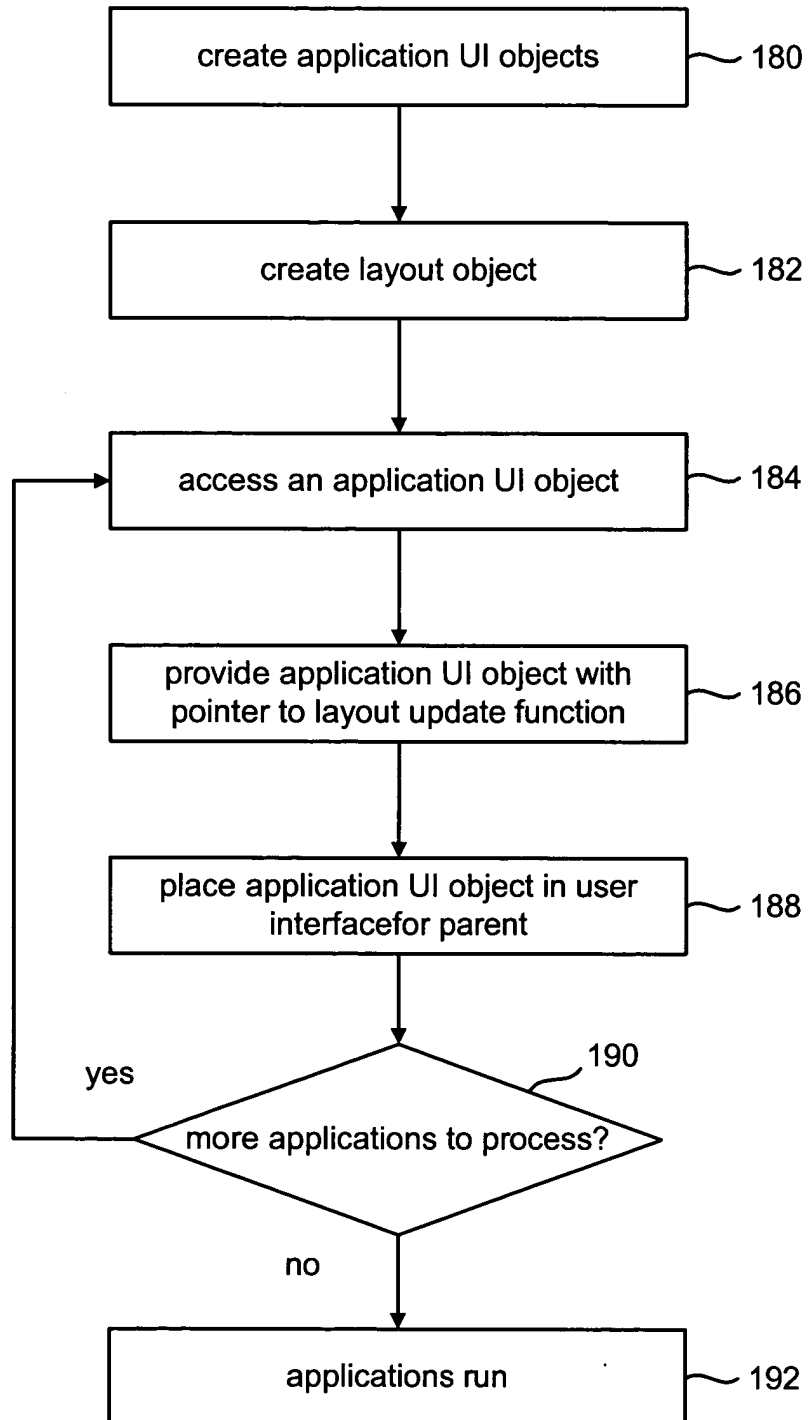 create application UI objects
180
create layout object
182
access an application UI object
184
provide application UI object with
pointer to layout update function
186
place application UI object in user
interfacefor parent
188
190
yes
more applications to process?
no
applications run
192